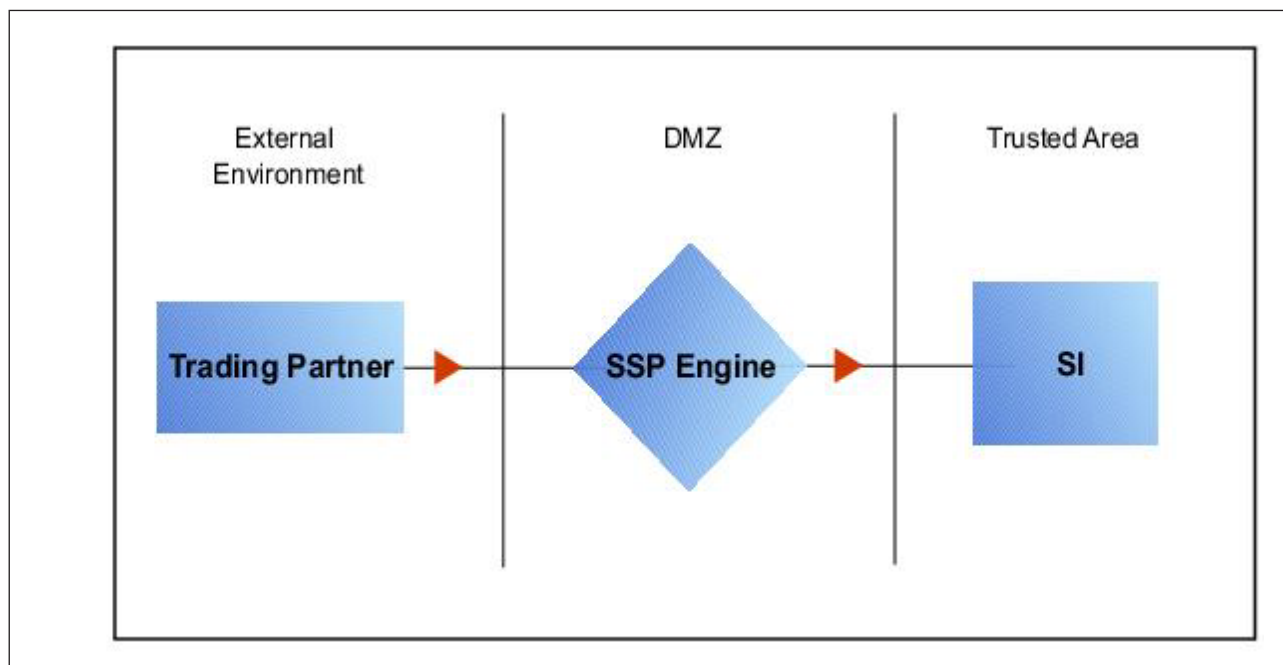 External
Environment
DMZ
Trusted Area
Trading Partner
SSP Engine
SI